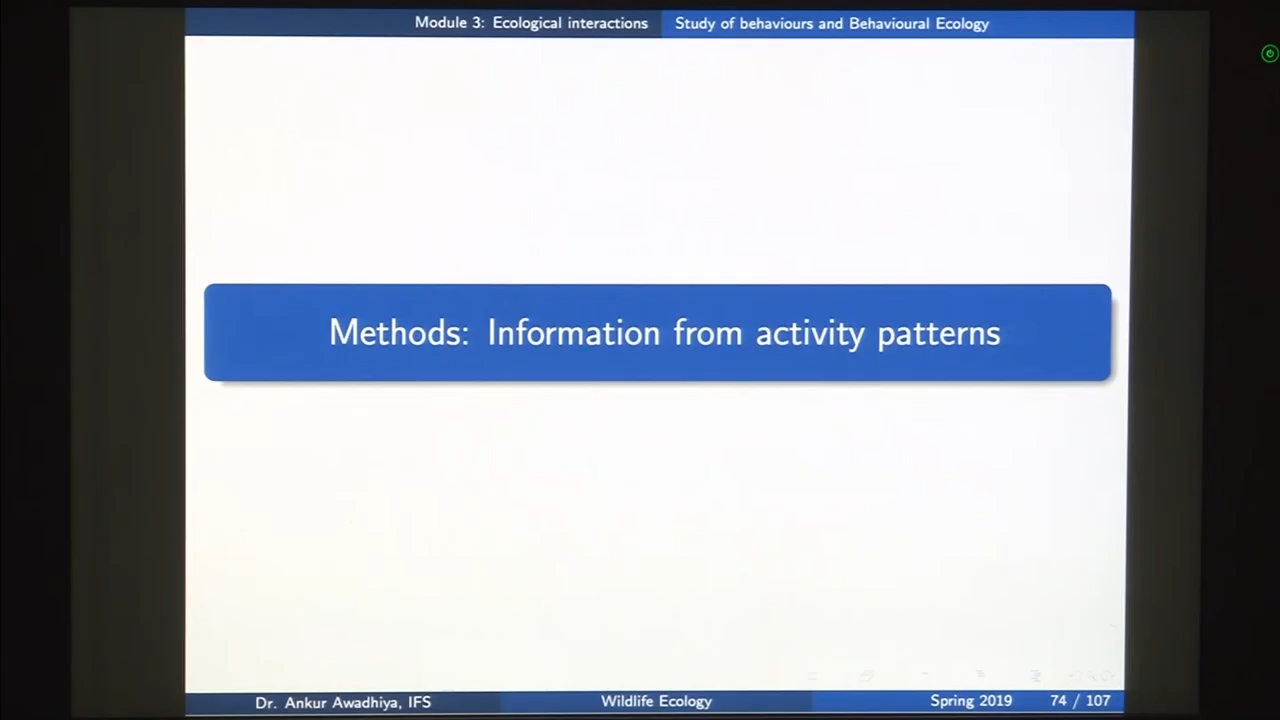 Module 3: Ecological interactions Study of behaviours and Behavioural Ecology
Methods: Information from activity patterns
Dr. Ankur Awadhiya, IFS Wildlife Ecology Spring 2019 74 / 107